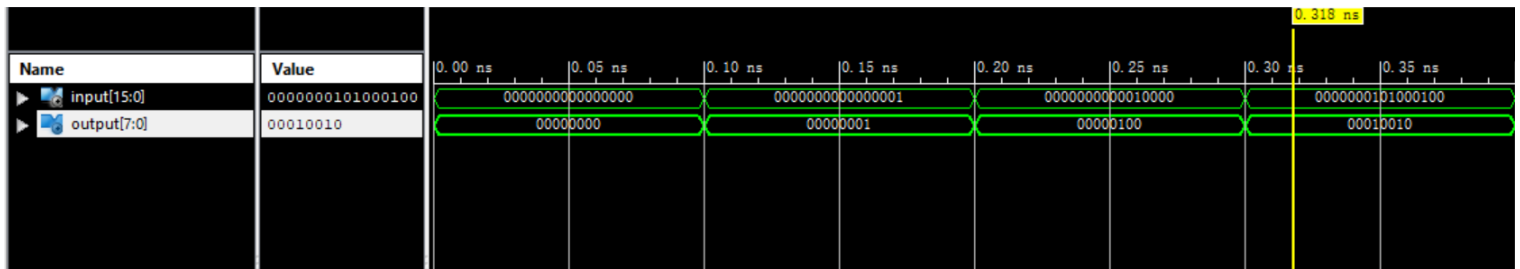 0.318 ns
Name Value 0.00 ns 0.05 ns 0.10 ns 0.15 ns 0.20 ns 0.25 ns 0.30 ns 0.35 ns
input[15:0] 0000000101000100 0000000000000000 0000000000000001 0000000000010000 0000000101000100
output[7:0] 00010010 00000000 00000001 00000100 00010010